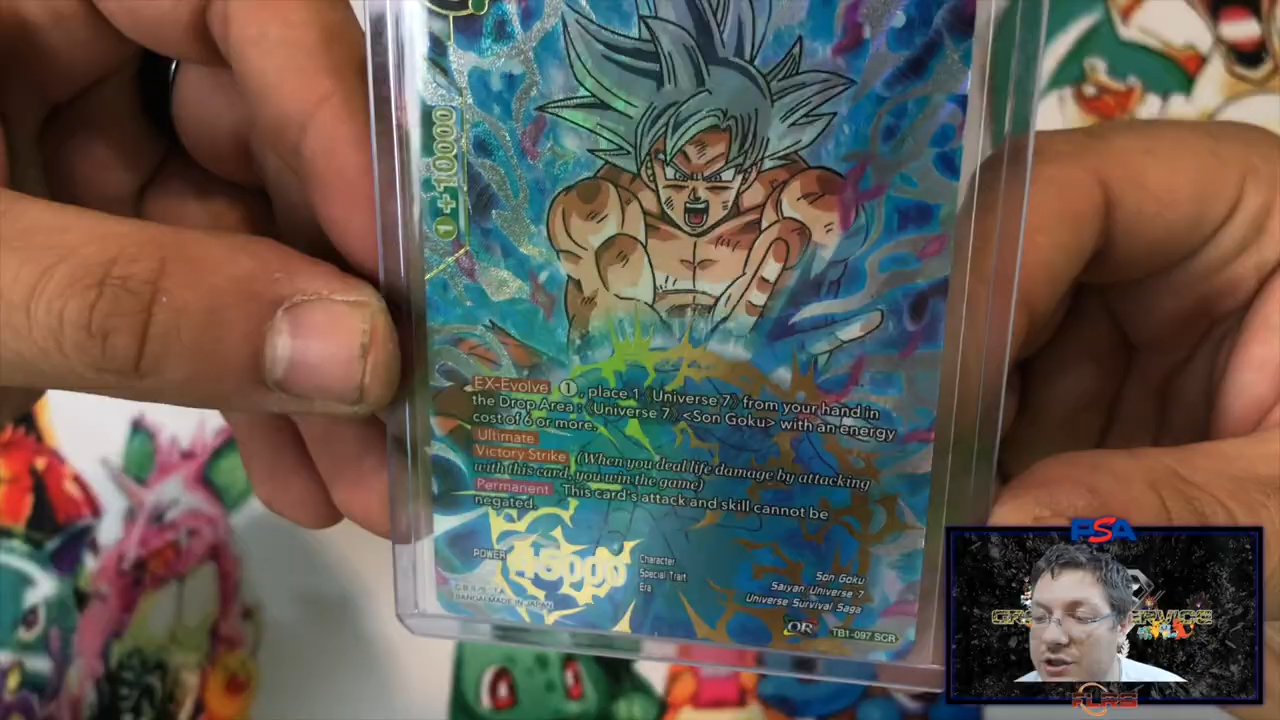 +10000
1
EX-Evolve 1, place 1 《Universe 7》 from your hand in
the Drop Area : 《Universe 7》 <Son Goku> with an energy
cost of 6 or more.
Ultimate
Victory Strike (When you deal life damage by attacking
with this card, you win the game)
Permanent This card's attack and skill cannot be
negated.
POWER 45000
Character Son Goku
Special Trait Saiyan Universe 7
Era Universe Survival Saga
BANDAI MADE IN JAPAN
TB1-097 SCR
PSA